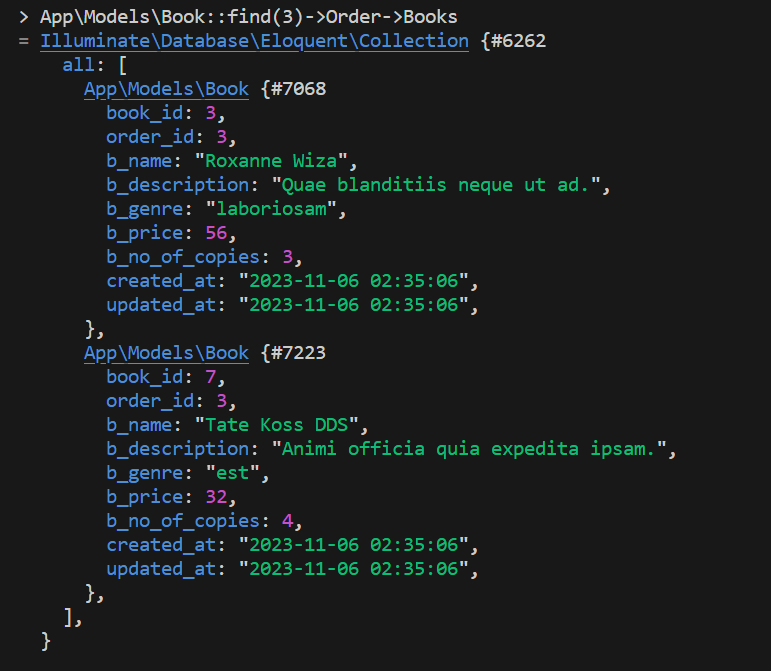 > App\Models\Book::find(3)->Order->Books
= Illuminate\Database\Eloquent\Collection {#6262
    all: [
      App\Models\Book {#7068
        book_id: 3,
        order_id: 3,
        b_name: "Roxanne Wiza",
        b_description: "Quae blanditiis neque ut ad.",
        b_genre: "laboriosam",
        b_price: 56,
        b_no_of_copies: 3,
        created_at: "2023-11-06 02:35:06",
        updated_at: "2023-11-06 02:35:06",
      },
      App\Models\Book {#7223
        book_id: 7,
        order_id: 3,
        b_name: "Tate Koss DDS",
        b_description: "Animi officia quia expedita ipsam.",
        b_genre: "est",
        b_price: 32,
        b_no_of_copies: 4,
        created_at: "2023-11-06 02:35:06",
        updated_at: "2023-11-06 02:35:06",
      },
    ],
  }